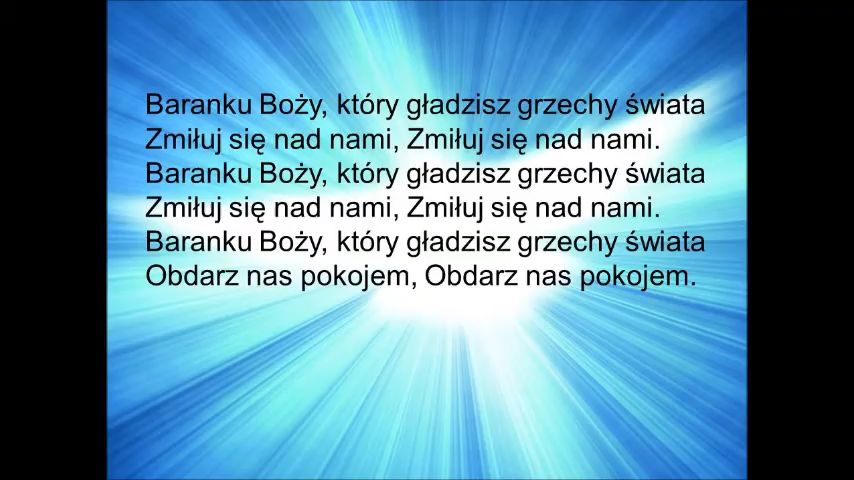 Baranku Boży, który gładzisz grzechy świata
Zmiłuj się nad nami, Zmiłuj się nad nami.
Baranku Boży, który gładzisz grzechy świata
Zmiłuj się nad nami, Zmiłuj się nad nami.
Baranku Boży, który gładzisz grzechy świata
Obdarz nas pokojem, Obdarz nas pokojem.